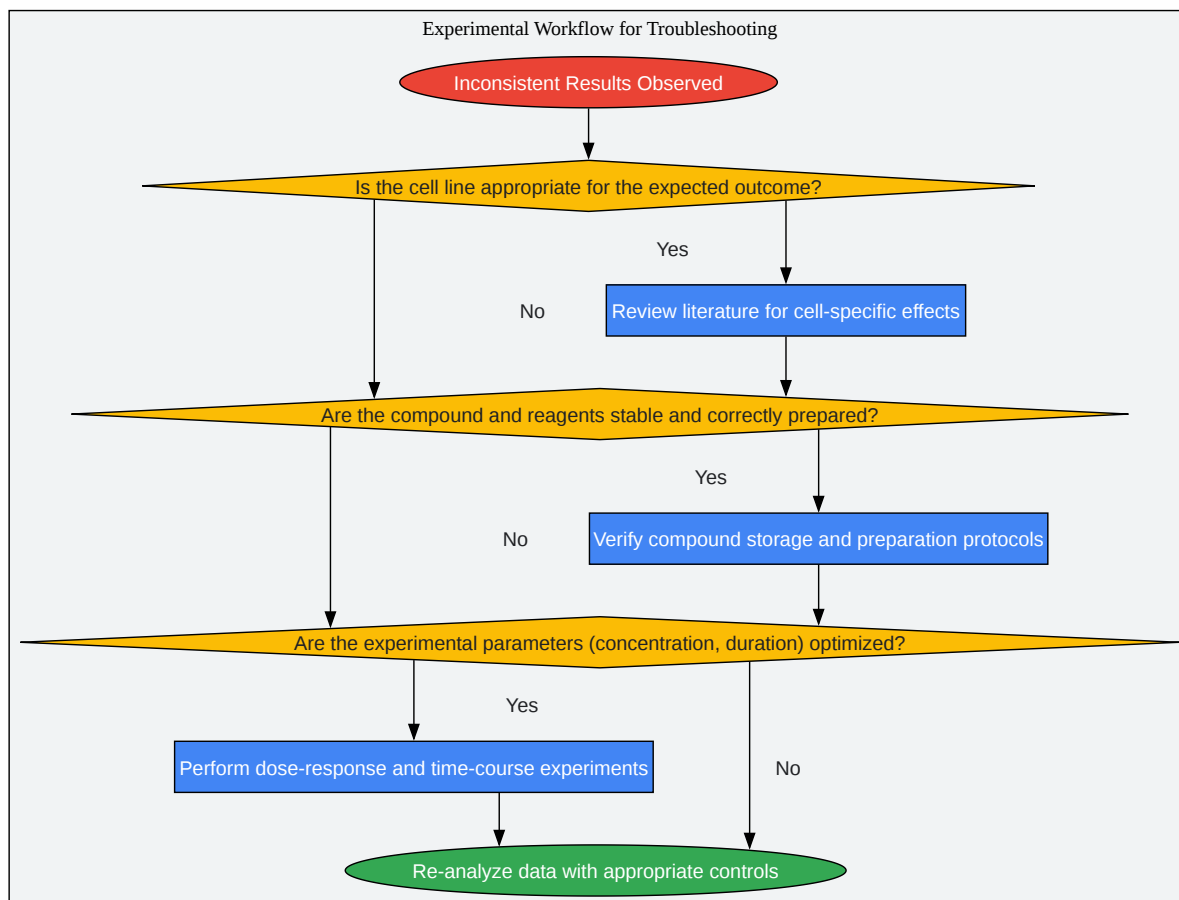 Experimental Workflow for Troubleshooting
Inconsistent Results Observed
Is the cell line appropriate for the expected outcome?
Yes
No
Review literature for cell-specific effects
Are the compound and reagents stable and correctly prepared?
Yes
No
Verify compound storage and preparation protocols
Are the experimental parameters (concentration, duration) optimized?
Yes
Perform dose-response and time-course experiments
No
Re-analyze data with appropriate controls